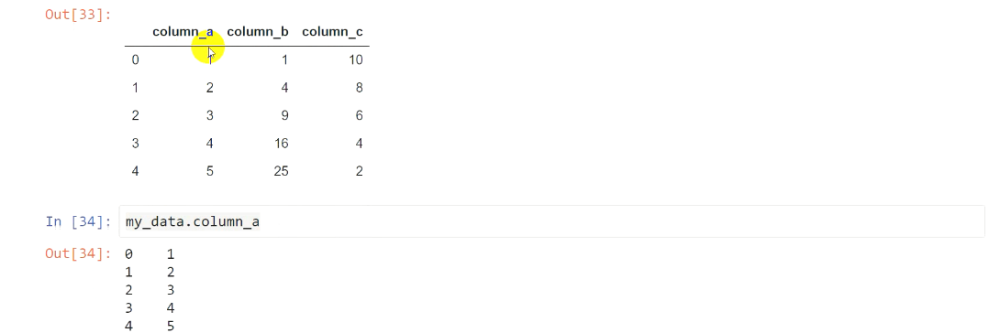 Out[33]:
column_a column_b column_c
0 1 1 10
1 2 4 8
2 3 9 6
3 4 16 4
4 5 25 2
In [34]: my_data.column_a
Out[34]: 0 1
1 2
2 3
3 4
4 5